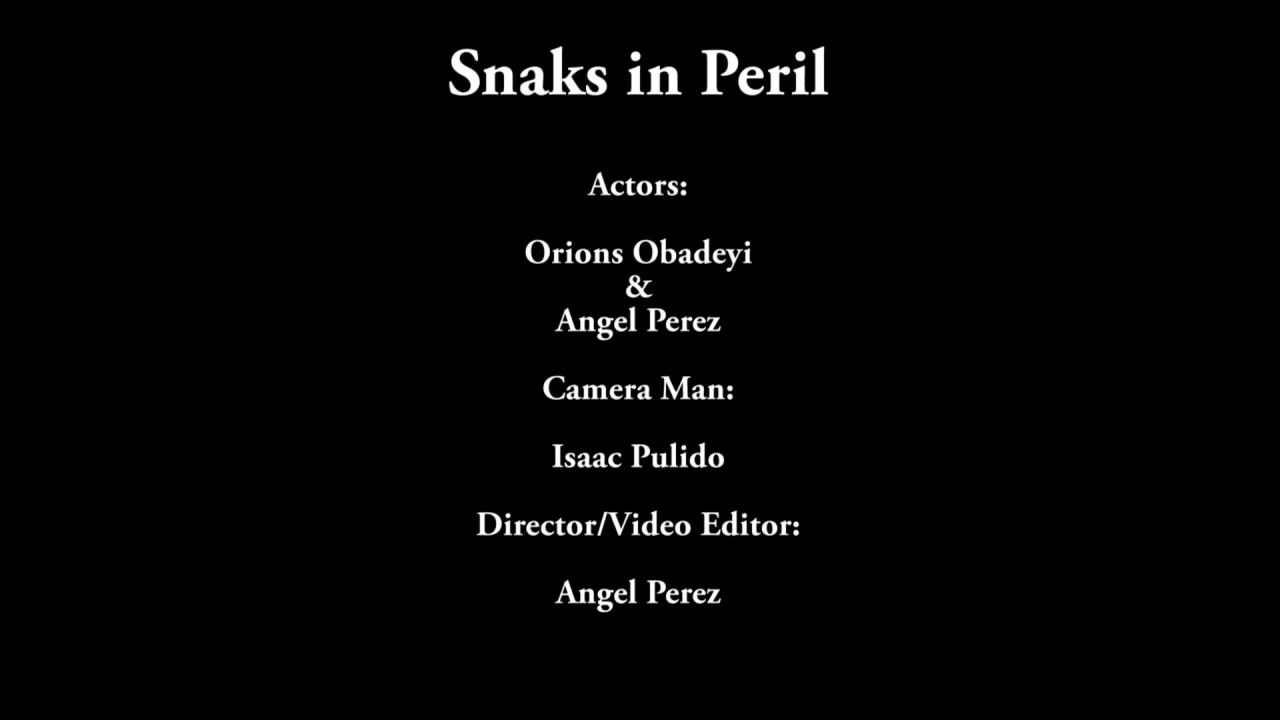 Snaks in Peril
Actors:
Orions Obadeyi
&
Angel Perez
Camera Man:
Isaac Pulido
Director/Video Editor:
Angel Perez